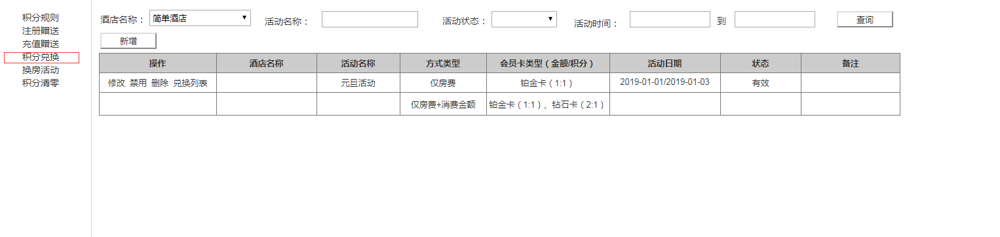 积分规则
注册赠送
充值赠送
积分兑换
换房活动
积分清零
酒店名称： 简单酒店 活动名称： 活动状态： 活动时间： 到 查询
新增
操作 酒店名称 活动名称 方式类型 会员卡类型（金额/积分） 活动日期 状态 备注
修改 禁用 删除 兑换列表 元旦活动 仅房费 铂金卡（1:1） 2019-01-01/2019-01-03 有效
仅房费+消费金额 铂金卡（1:1）、钻石卡（2:1）